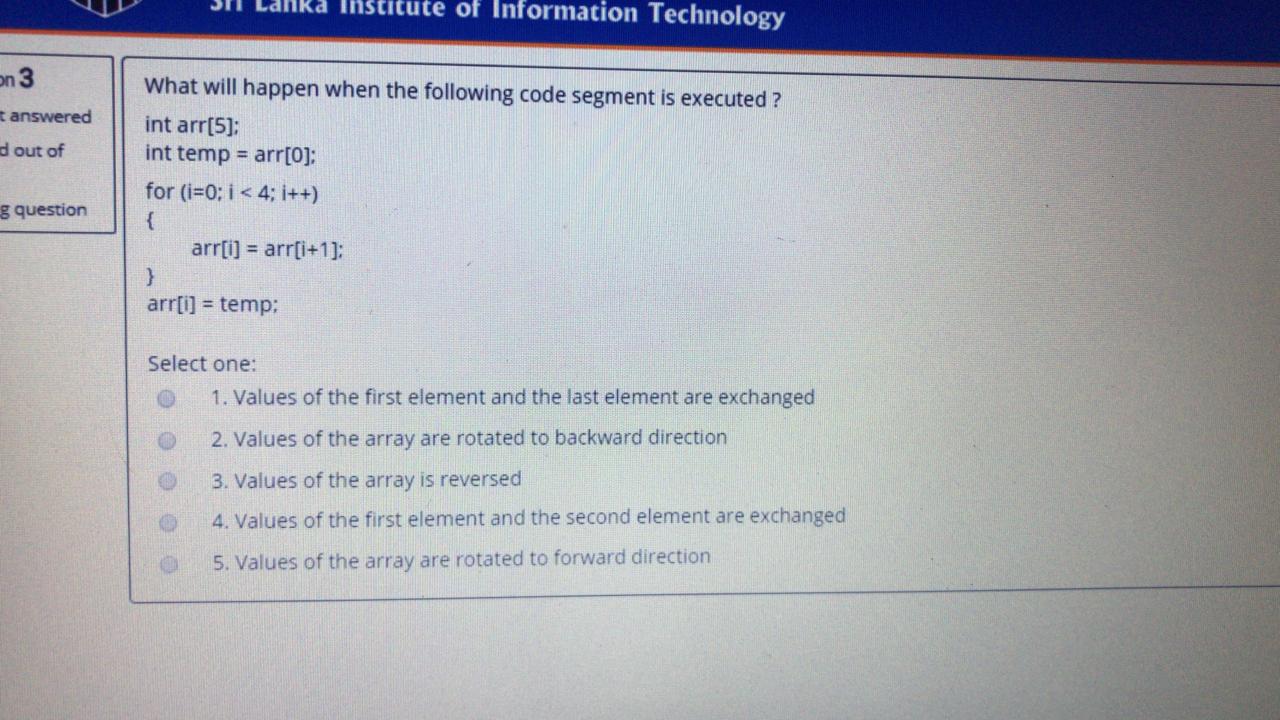 Sri Lanka Institute of Information Technology
on 3
t answered
d out of
g question
What will happen when the following code segment is executed ?
int arr[5];
int temp = arr[0];
for (i=0; i < 4; i++)
{
arr[i] = arr[i+1];
}
arr[i] = temp;
Select one:
1. Values of the first element and the last element are exchanged
2. Values of the array are rotated to backward direction
3. Values of the array is reversed
4. Values of the first element and the second element are exchanged
5. Values of the array are rotated to forward direction